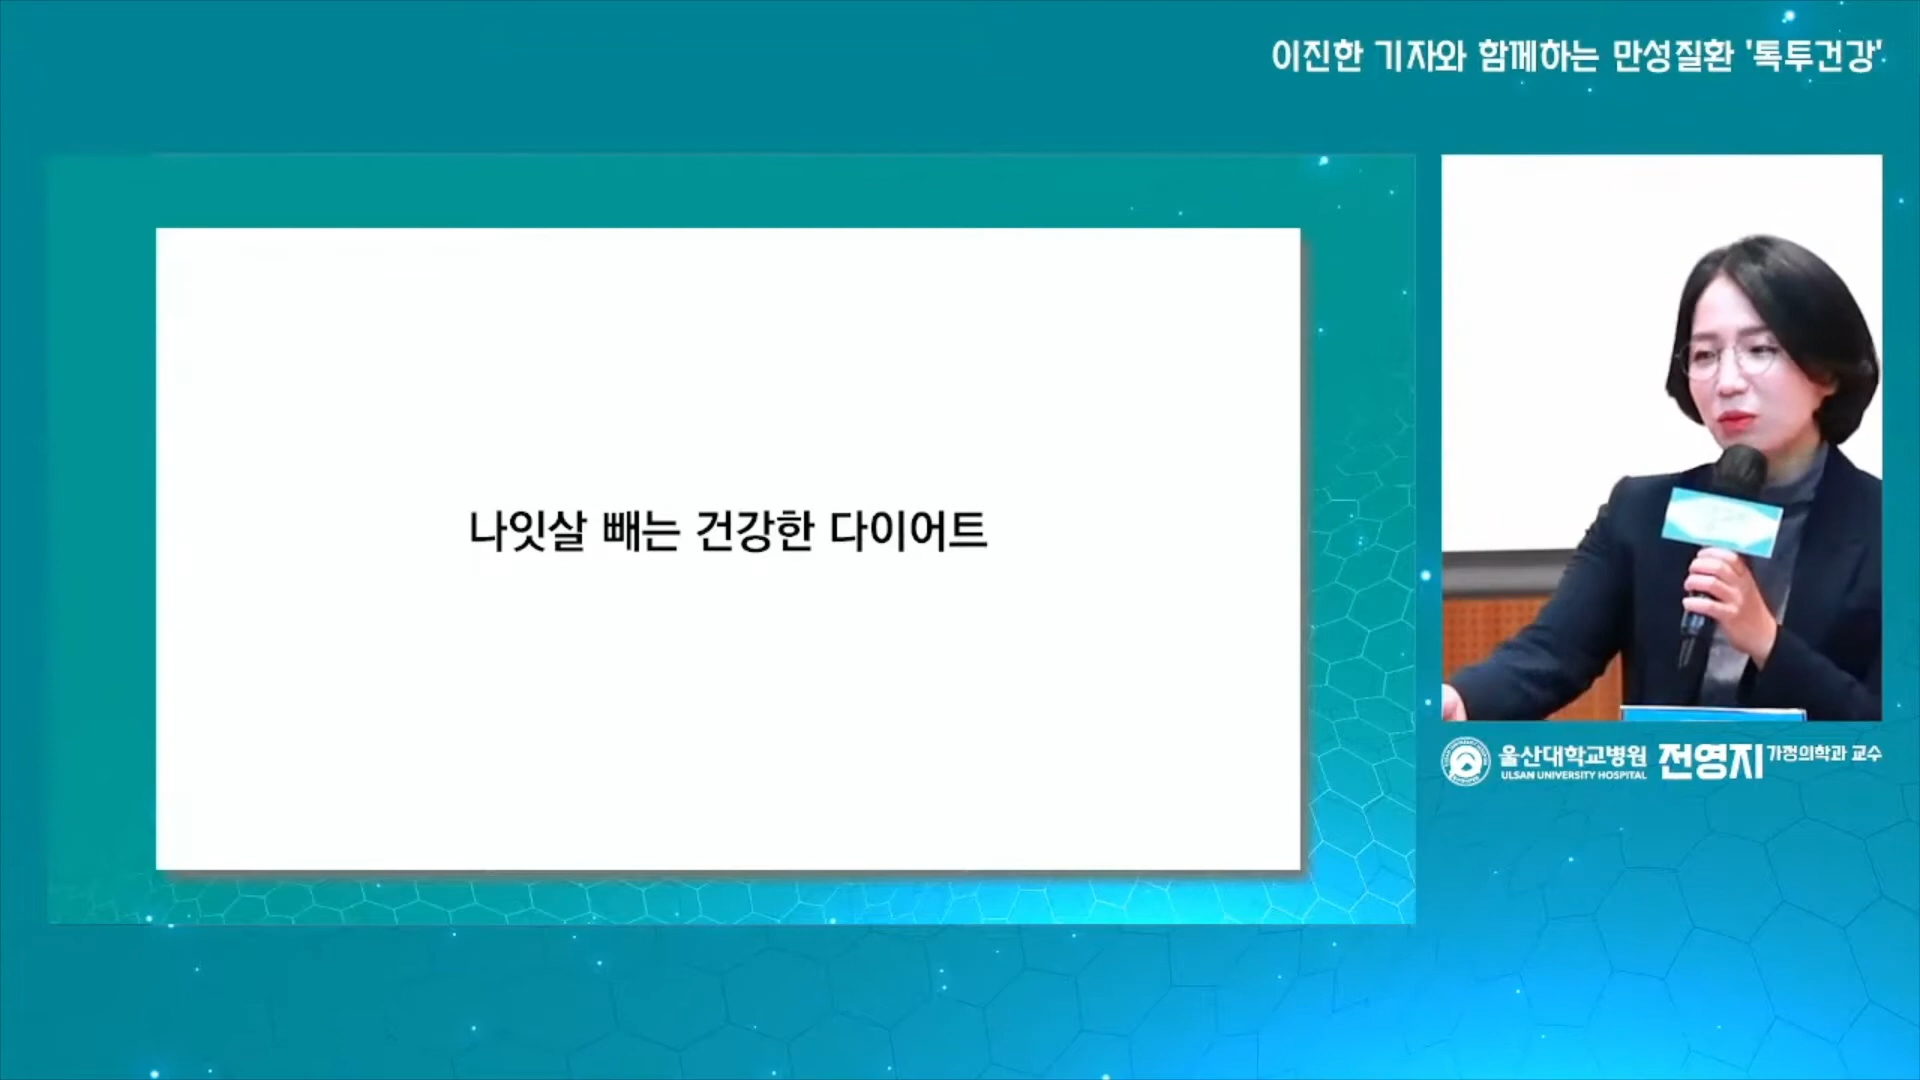 이진한 기자와 함께하는 만성질환 '톡투건강'
나잇살 빼는 건강한 다이어트
울산대학교병원
ULSAN UNIVERSITY HOSPITAL
전영지 가정의학과 교수